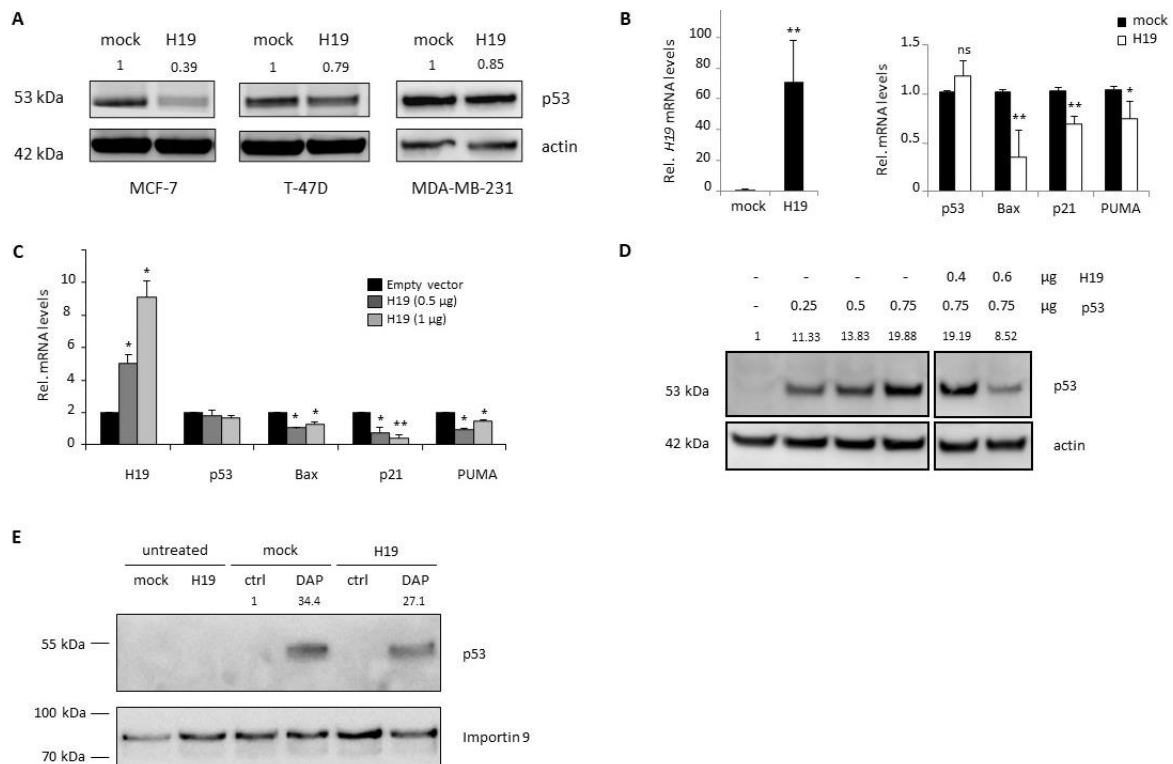 A
mock H19 mock H19 mock H19
1 0.39 1 0.79 1 0.85
53 kDa p53
42 kDa actin
MCF-7 T-47D MDA-MB-231
B
mock
H19
Rel. H19 mRNA levels
100
80
60
40
20
0
**
mock H19
Rel. mRNA levels
1.5
1.0
0.5
0.0
ns ** ** *
p53 Bax p21 PUMA
C
Rel. mRNA levels
10
8
6
4
2
0
* * * * * ** * *
Empty vector
H19 (0.5 μg)
H19 (1 μg)
H19 p53 Bax p21 PUMA
D
- - - - 0.4 0.6 μg H19
- 0.25 0.5 0.75 0.75 0.75 μg p53
1 11.33 13.83 19.88 19.19 8.52
53 kDa p53
42 kDa actin
E
untreated mock H19
mock H19 ctrl DAP ctrl DAP
1 34.4 27.1
55 kDa p53
100 kDa
Importin 9
70 kDa